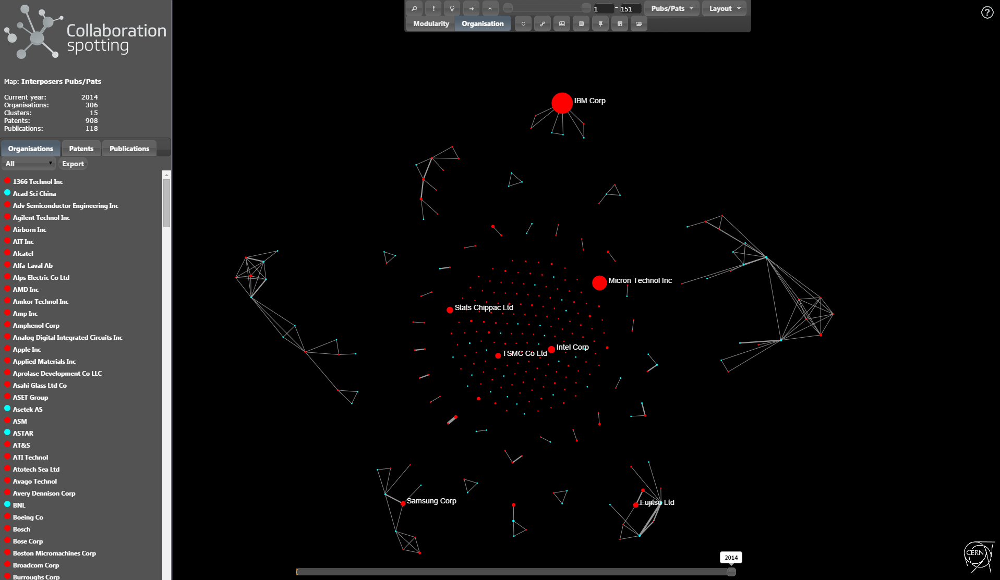 Collaboration
spotting
Map: Interposers Pubs/Pats
Current year: 2014
Organisations: 306
Clusters: 15
Patents: 908
Publications: 118
Organisations Patents Publications
All Export
1366 Technol Inc
Acad Sci China
Adv Semiconductor Engineering Inc
Agilent Technol Inc
Airborn Inc
AIT Inc
Alcatel
Alfa-Laval Ab
Alps Electric Co Ltd
AMD Inc
Amkor Technol Inc
Amp Inc
Amphenol Corp
Analog Digital Integrated Circuits Inc
Apple Inc
Applied Materials Inc
Aprolase Development Co LLC
Asahi Glass Ltd Co
ASET Group
Asetek AS
ASM
ASTAR
AT&S
ATI Technol
Atotech Sea Ltd
Avago Technol
Avery Dennison Corp
BNL
Boeing Co
Bosch
Bose Corp
Boston Micromachines Corp
Broadcom Corp
Burroughs Corp
1 - 151 Pubs/Pats Layout
Modularity Organisation
?
IBM Corp
Micron Technol Inc
Stats Chippac Ltd
Intel Corp
TSMC Co Ltd
Samsung Corp
Fujitsu Ltd
2014
CERN